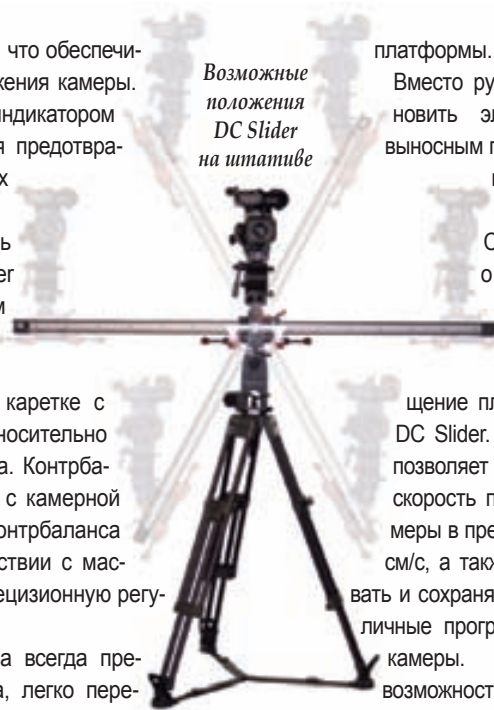 что обеспечи-
жения камеры.
индикатором
я предотвра-
х
ь
er
м
каретке с
носительно
а. Контрба-
с камерной
онтрбаланса
ствии с мас-
ецизионную регу-
а всегда пре-
а, легко пере-
Возможные
положения
DC Slider
на штативе
платформы.
Вместо ру
новить эл
выносным п
С
о
щение пл
DC Slider.
позволяет
скорость п
меры в пре
см/с, а такж
вать и сохраня
личные прогр
камеры.
возможност